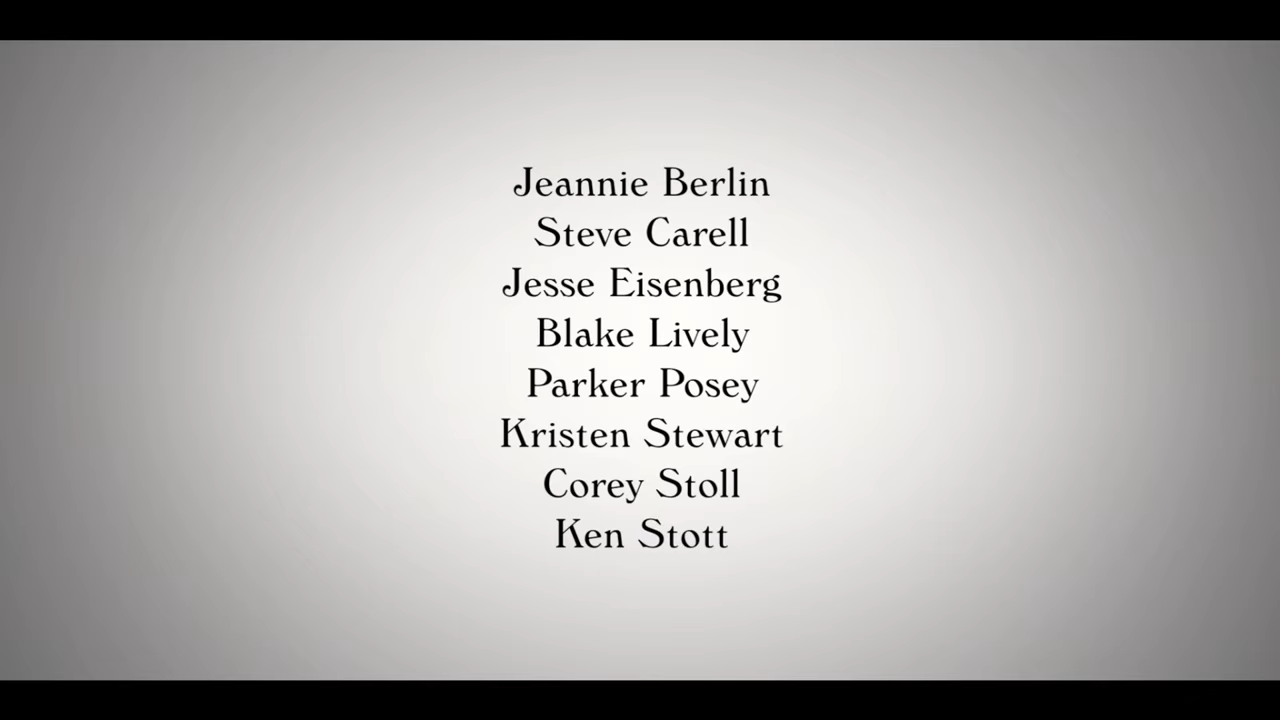 Jeannie Berlin
Steve Carell
Jesse Eisenberg
Blake Lively
Parker Posey
Kristen Stewart
Corey Stoll
Ken Stott